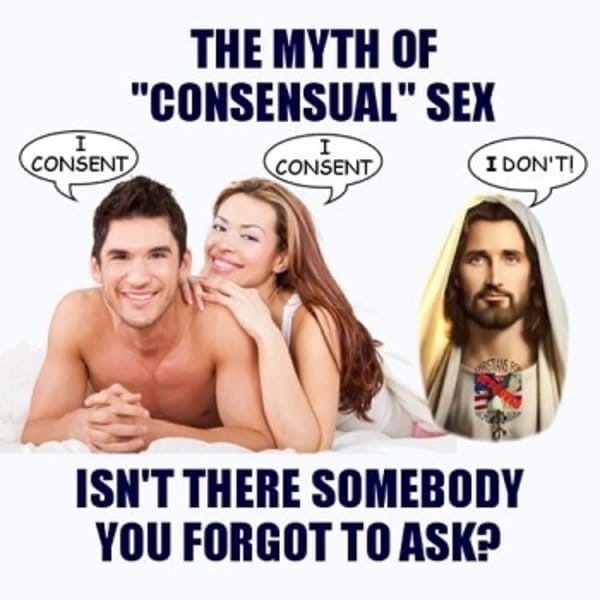 THE MYTH OF
"CONSENSUAL" SEX
I
CONSENT
I
CONSENT
I DON'T!
ISN'T THERE SOMEBODY
YOU FORGOT TO ASK?